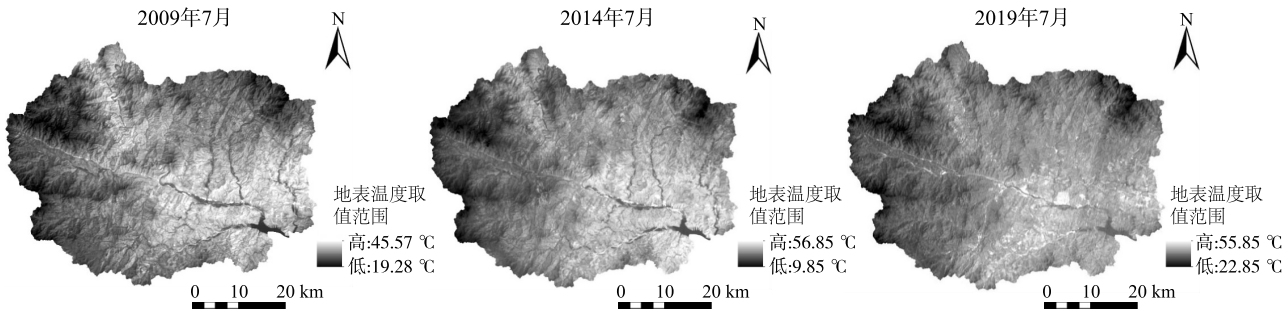 2009年7月
N
地表温度取
值范围
高:45.57 ℃
低:19.28 ℃
0 10 20 km
2014年7月
N
地表温度取
值范围
高:56.85 ℃
低:9.85 ℃
0 10 20 km
2019年7月
N
地表温度取
值范围
高:55.85 ℃
低:22.85 ℃
0 10 20 km